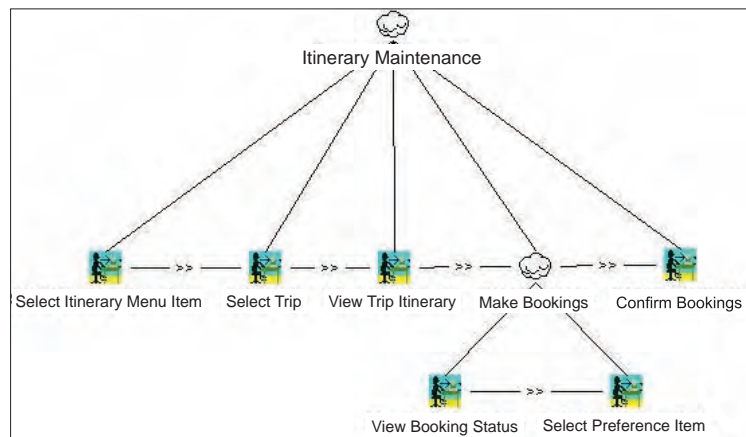 Itinerary Maintenance
>> >> >> >>
Select Itinerary Menu Item Select Trip View Trip Itinerary Make Bookings Confirm Bookings
>>
View Booking Status Select Preference Item